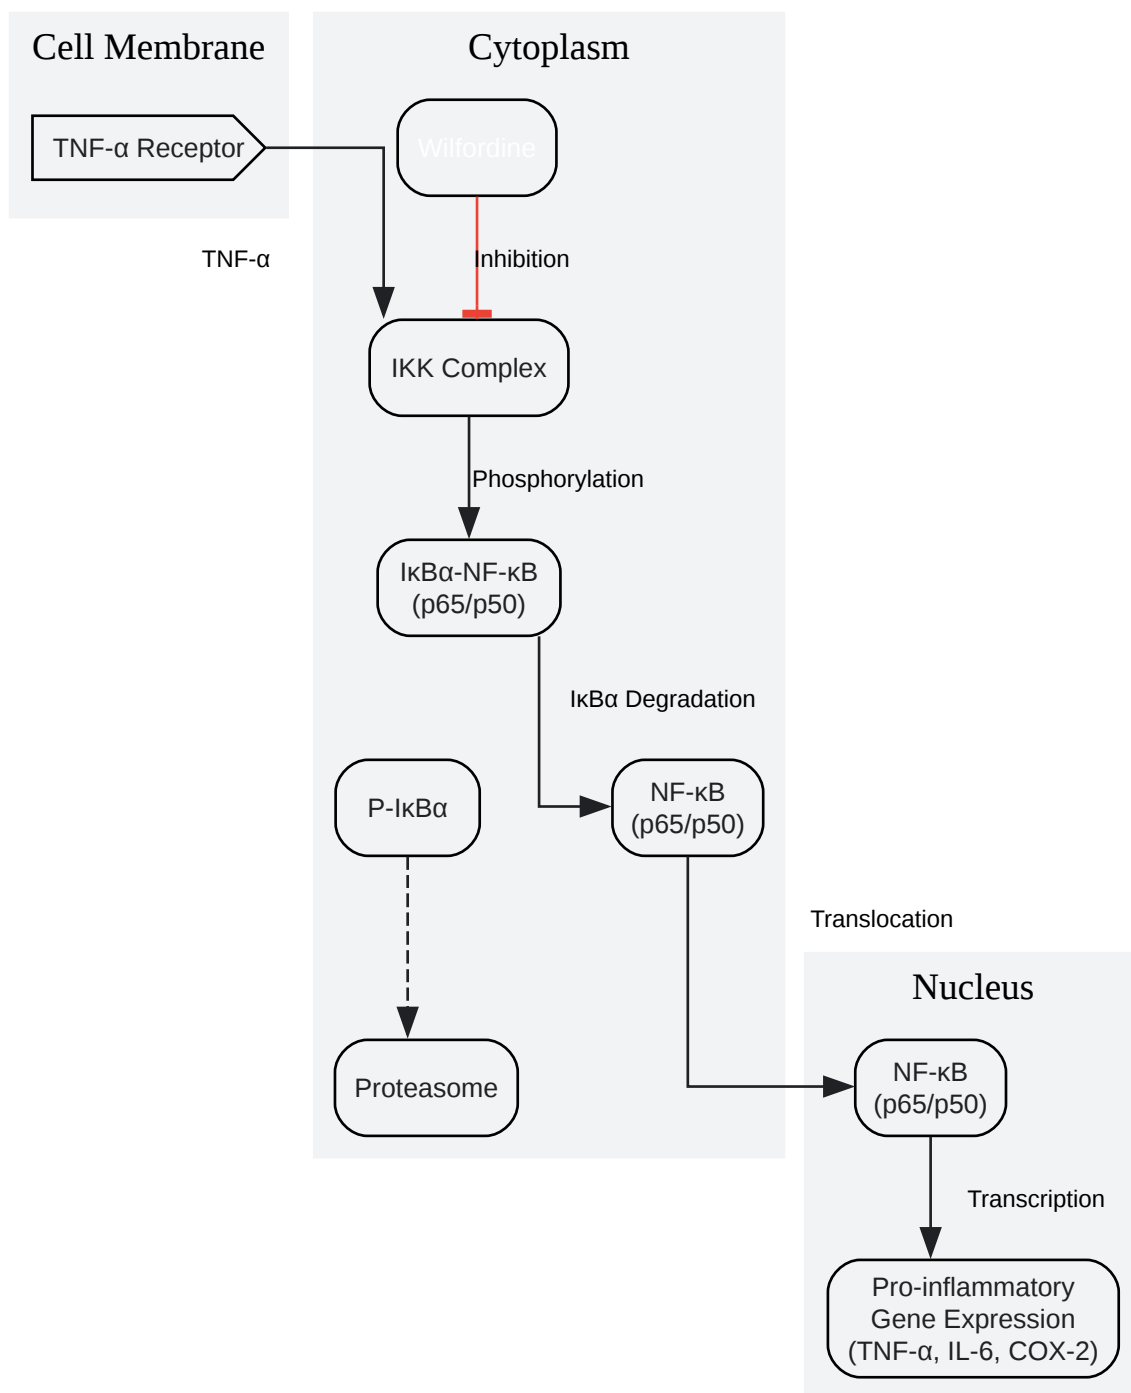 Cell Membrane
Cytoplasm
TNF-α Receptor
Wilfordine
TNF-α
Inhibition
IKK Complex
Phosphorylation
IκBα-NF-κB
(p65/p50)
IκBα Degradation
P-IκBα
NF-κB
(p65/p50)
Translocation
Nucleus
Proteasome
NF-κB
(p65/p50)
Transcription
Pro-inflammatory
Gene Expression
(TNF-α, IL-6, COX-2)